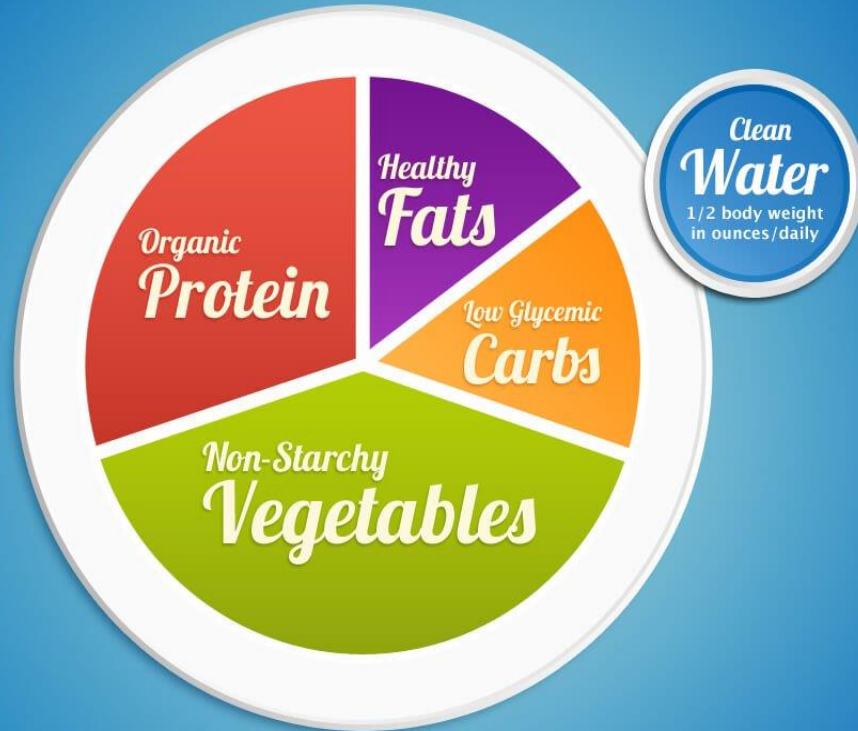 Healthy
Fats
Clean
Water
1/2 body weight
in ounces/daily
Organic
Protein
Low Glycemic
Carbs
Non-Starchy
Vegetables